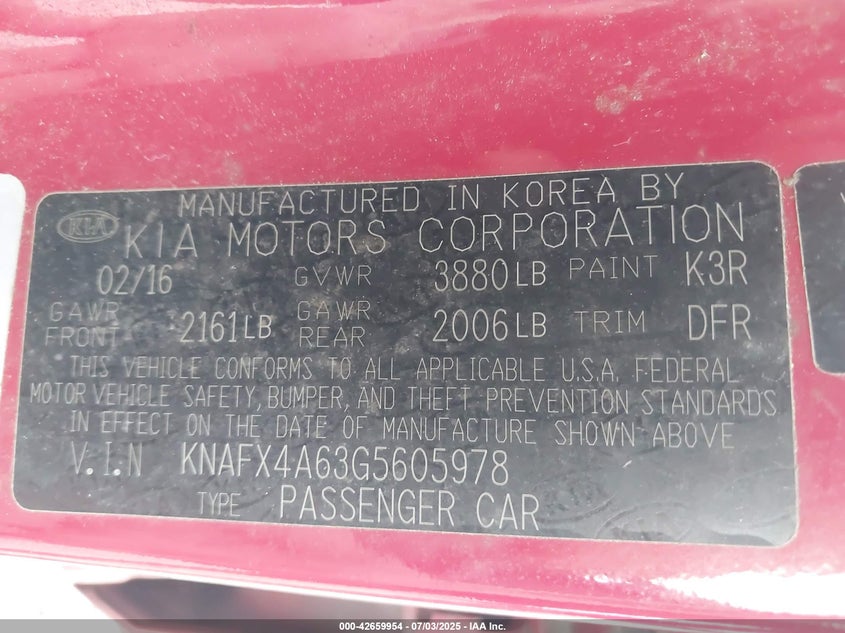 MANUFACTURED IN KOREA BY
KIA KIA MOTORS CORPORATION
02/16 GVWR 3880LB PAINT K3R
GAWR FRONT 2161LB GAWR REAR 2006LB TRIM DFR
THIS VEHICLE CONFORMS TO ALL APPLICABLE U.S.A. FEDERAL
MOTOR VEHICLE SAFETY, BUMPER, AND THEFT PREVENTION STANDARDS
IN EFFECT ON THE DATE OF MANUFACTURE SHOWN ABOVE
V.I.N KNAFX4A63G5605978
TYPE PASSENGER CAR
000-42659954 - 07/03/2025 - IAA Inc.